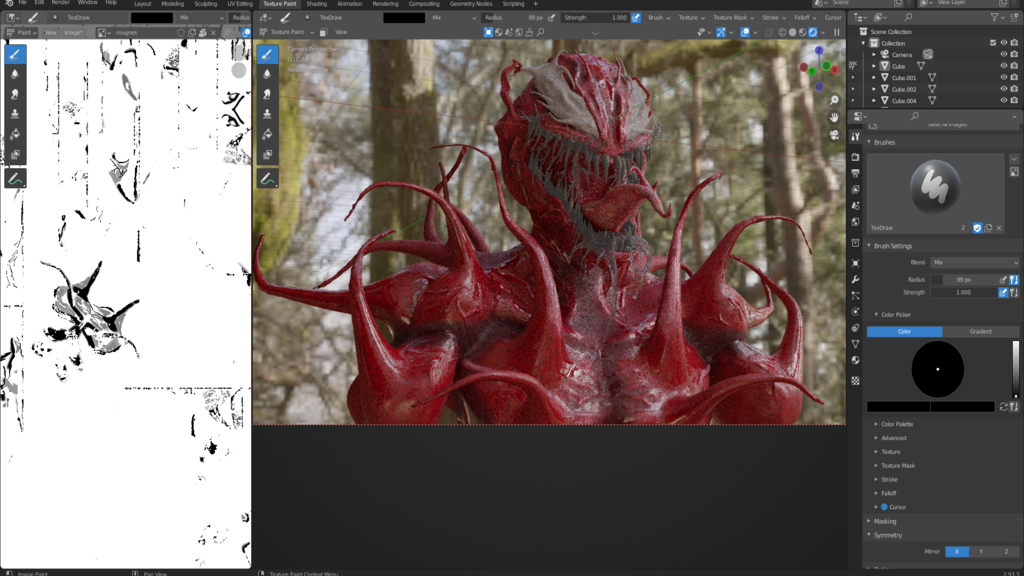 File Edit Render Window Help Layout Modeling Sculpting UV Editing Texture Paint Shading Animation Rendering Compositing Geometry Nodes Scripting + Scene View Layer
TexDraw Mix Radius TexDraw Mix Radius 99 px Strength 1.000 Brush Texture Texture Mask Stroke Falloff Cursor
Paint View Image* rougnes Texture Paint View
Scene Collection
Collection
Camera
Cube
Cube.001
Cube.002
Cube.004
Camera Perspective
Save All Images
Brushes
TexDraw 2
Brush Settings
Blend Mix
Radius 99 px
Strength 1.000
Color Picker
Color Gradient
Color Palette
Advanced
Texture
Texture Mask
Stroke
Falloff
Cursor
Masking
Symmetry
Mirror X Y Z
Image Paint Pan View Texture Paint Context Menu 2.93.3